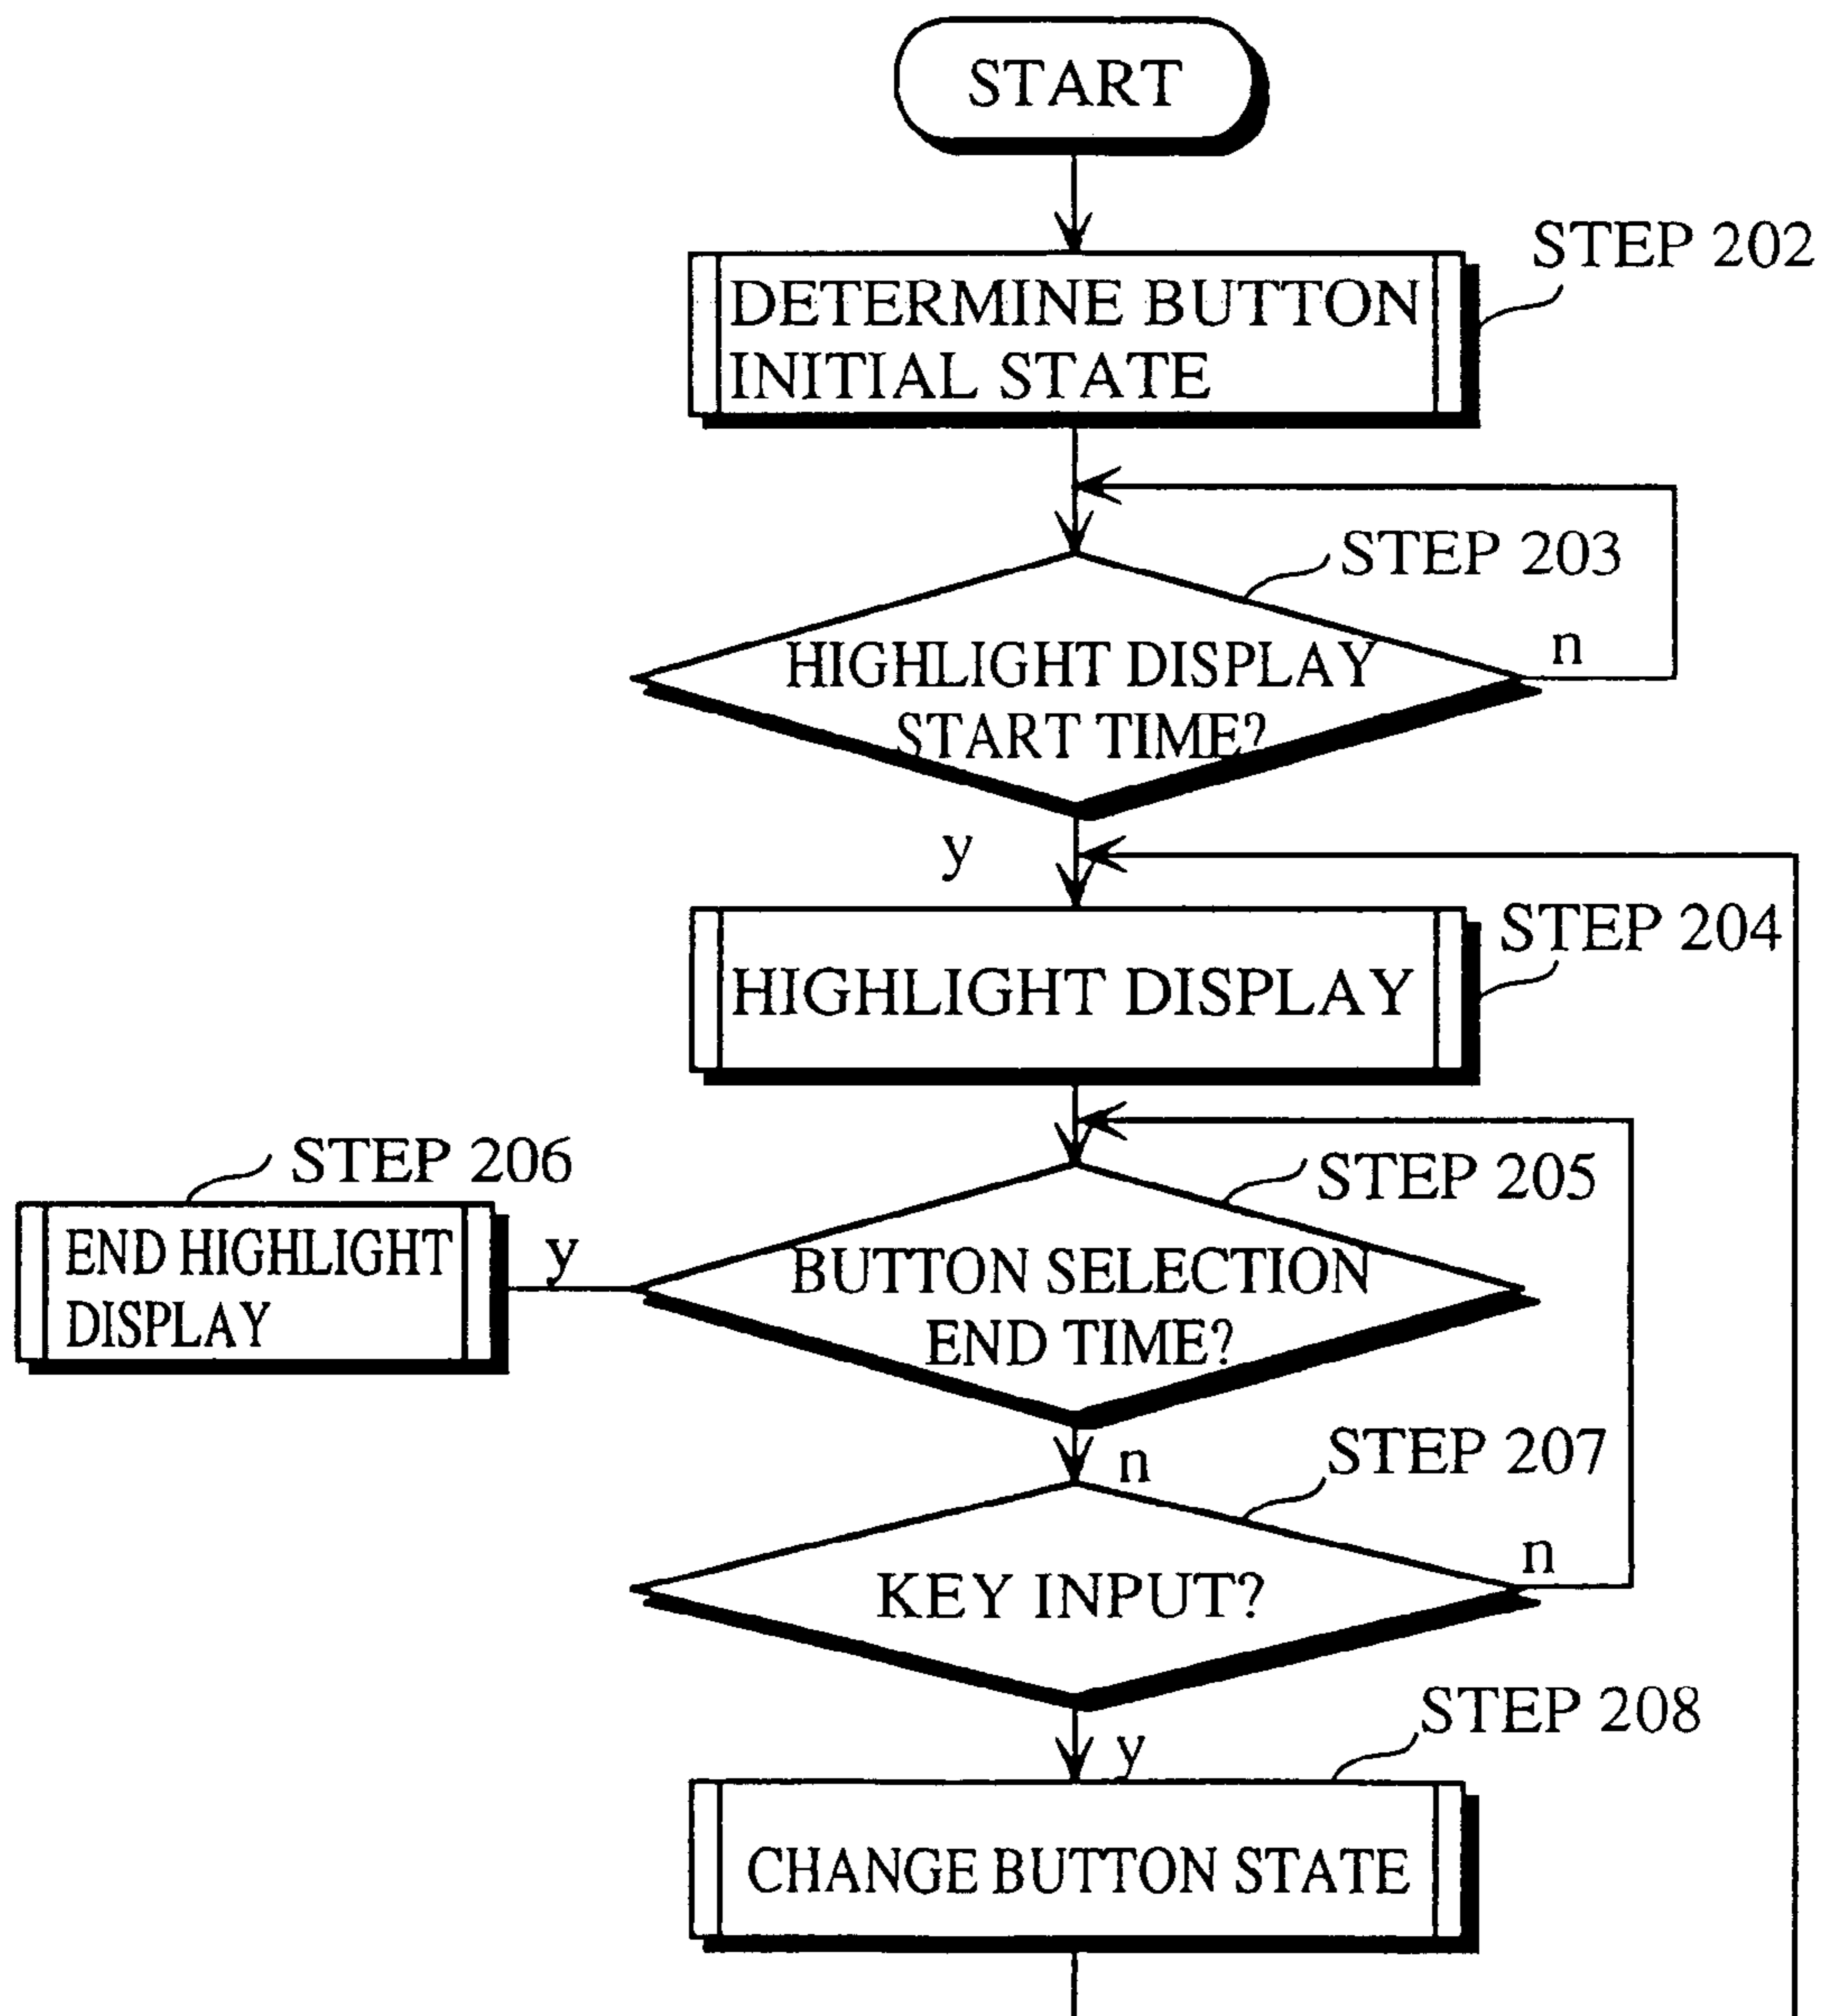 START
STEP 202
DETERMINE BUTTON
INITIAL STATE
STEP 203
HIGHLIGHT DISPLAY
START TIME?
n
y
STEP 204
HIGHLIGHT DISPLAY
STEP 206
END HIGHLIGHT
DISPLAY
y
STEP 205
BUTTON SELECTION
END TIME?
n
STEP 207
KEY INPUT?
n
y
STEP 208
CHANGE BUTTON STATE